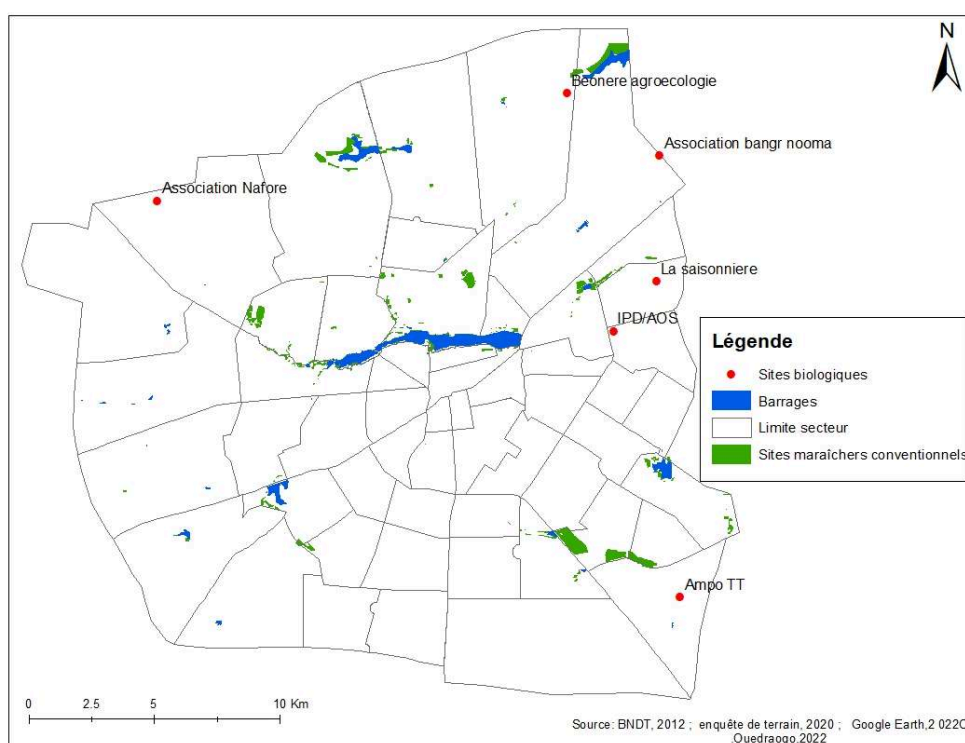 N
Beonere agroecologie
Association bangr nooma
Association Nafore
La saisonniere
IPD/AOS
Légende
Sites biologiques
Barrages
Limite secteur
Sites maraîchers conventionnels
Ampo TT
0 2.5 5 10 Km
Source: BNDT, 2012 ; enquête de terrain, 2020 ; Google Earth,2 022O
.Ouedraogo,2022